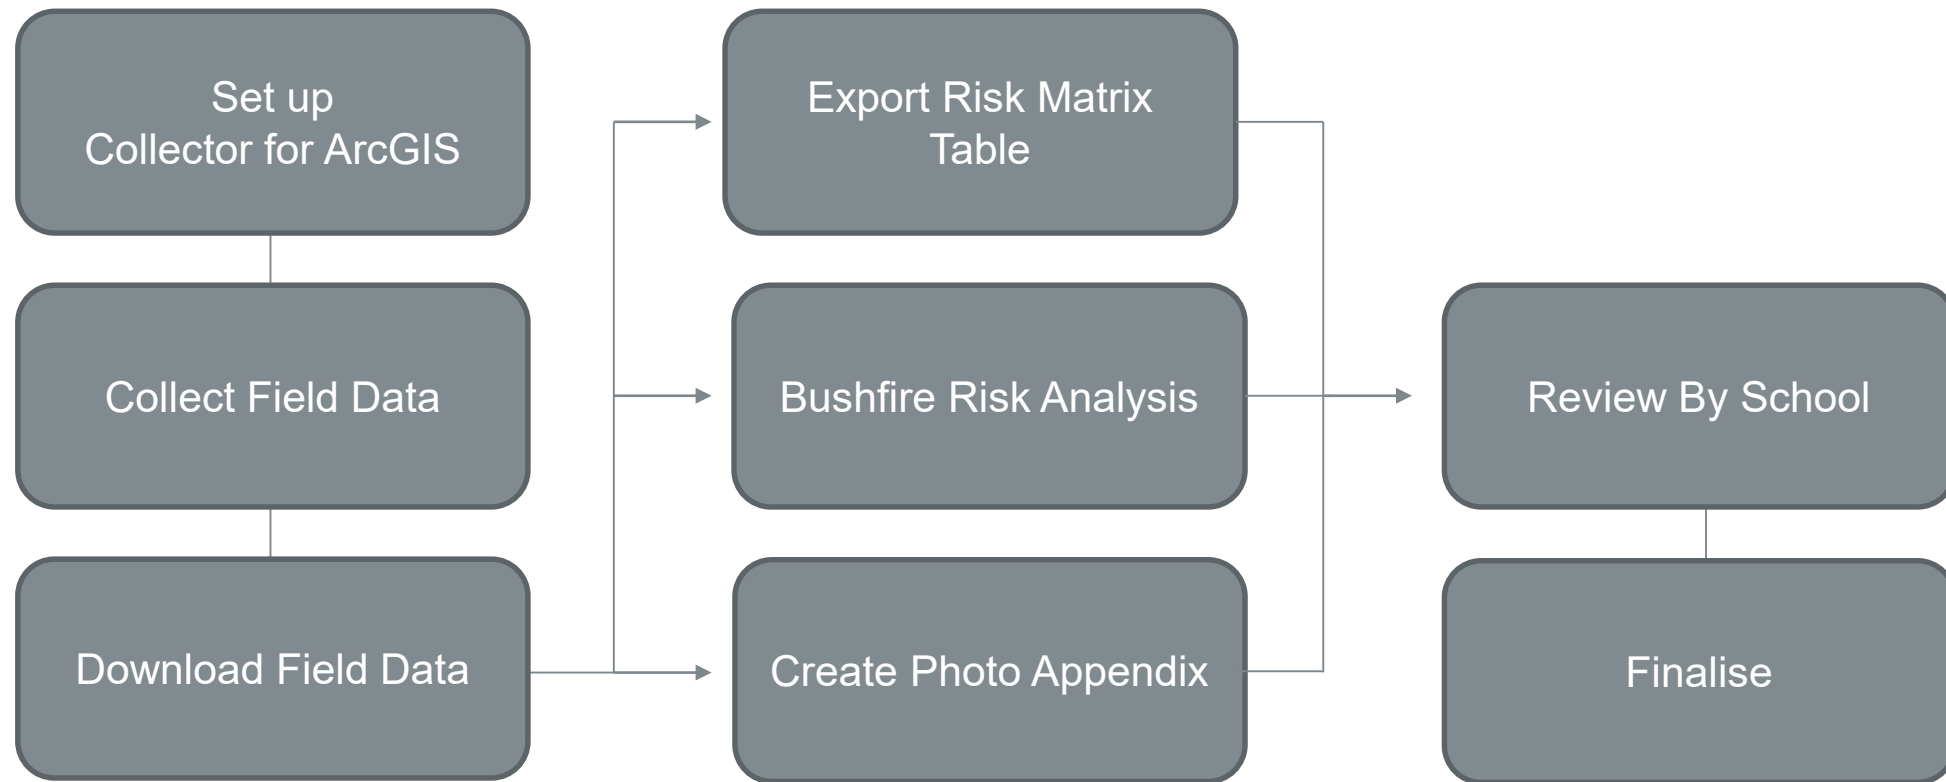 Set up
Collector for ArcGIS
Collect Field Data
Download Field Data
Export Risk Matrix
Table
Bushfire Risk Analysis
Create Photo Appendix
Review By School
Finalise